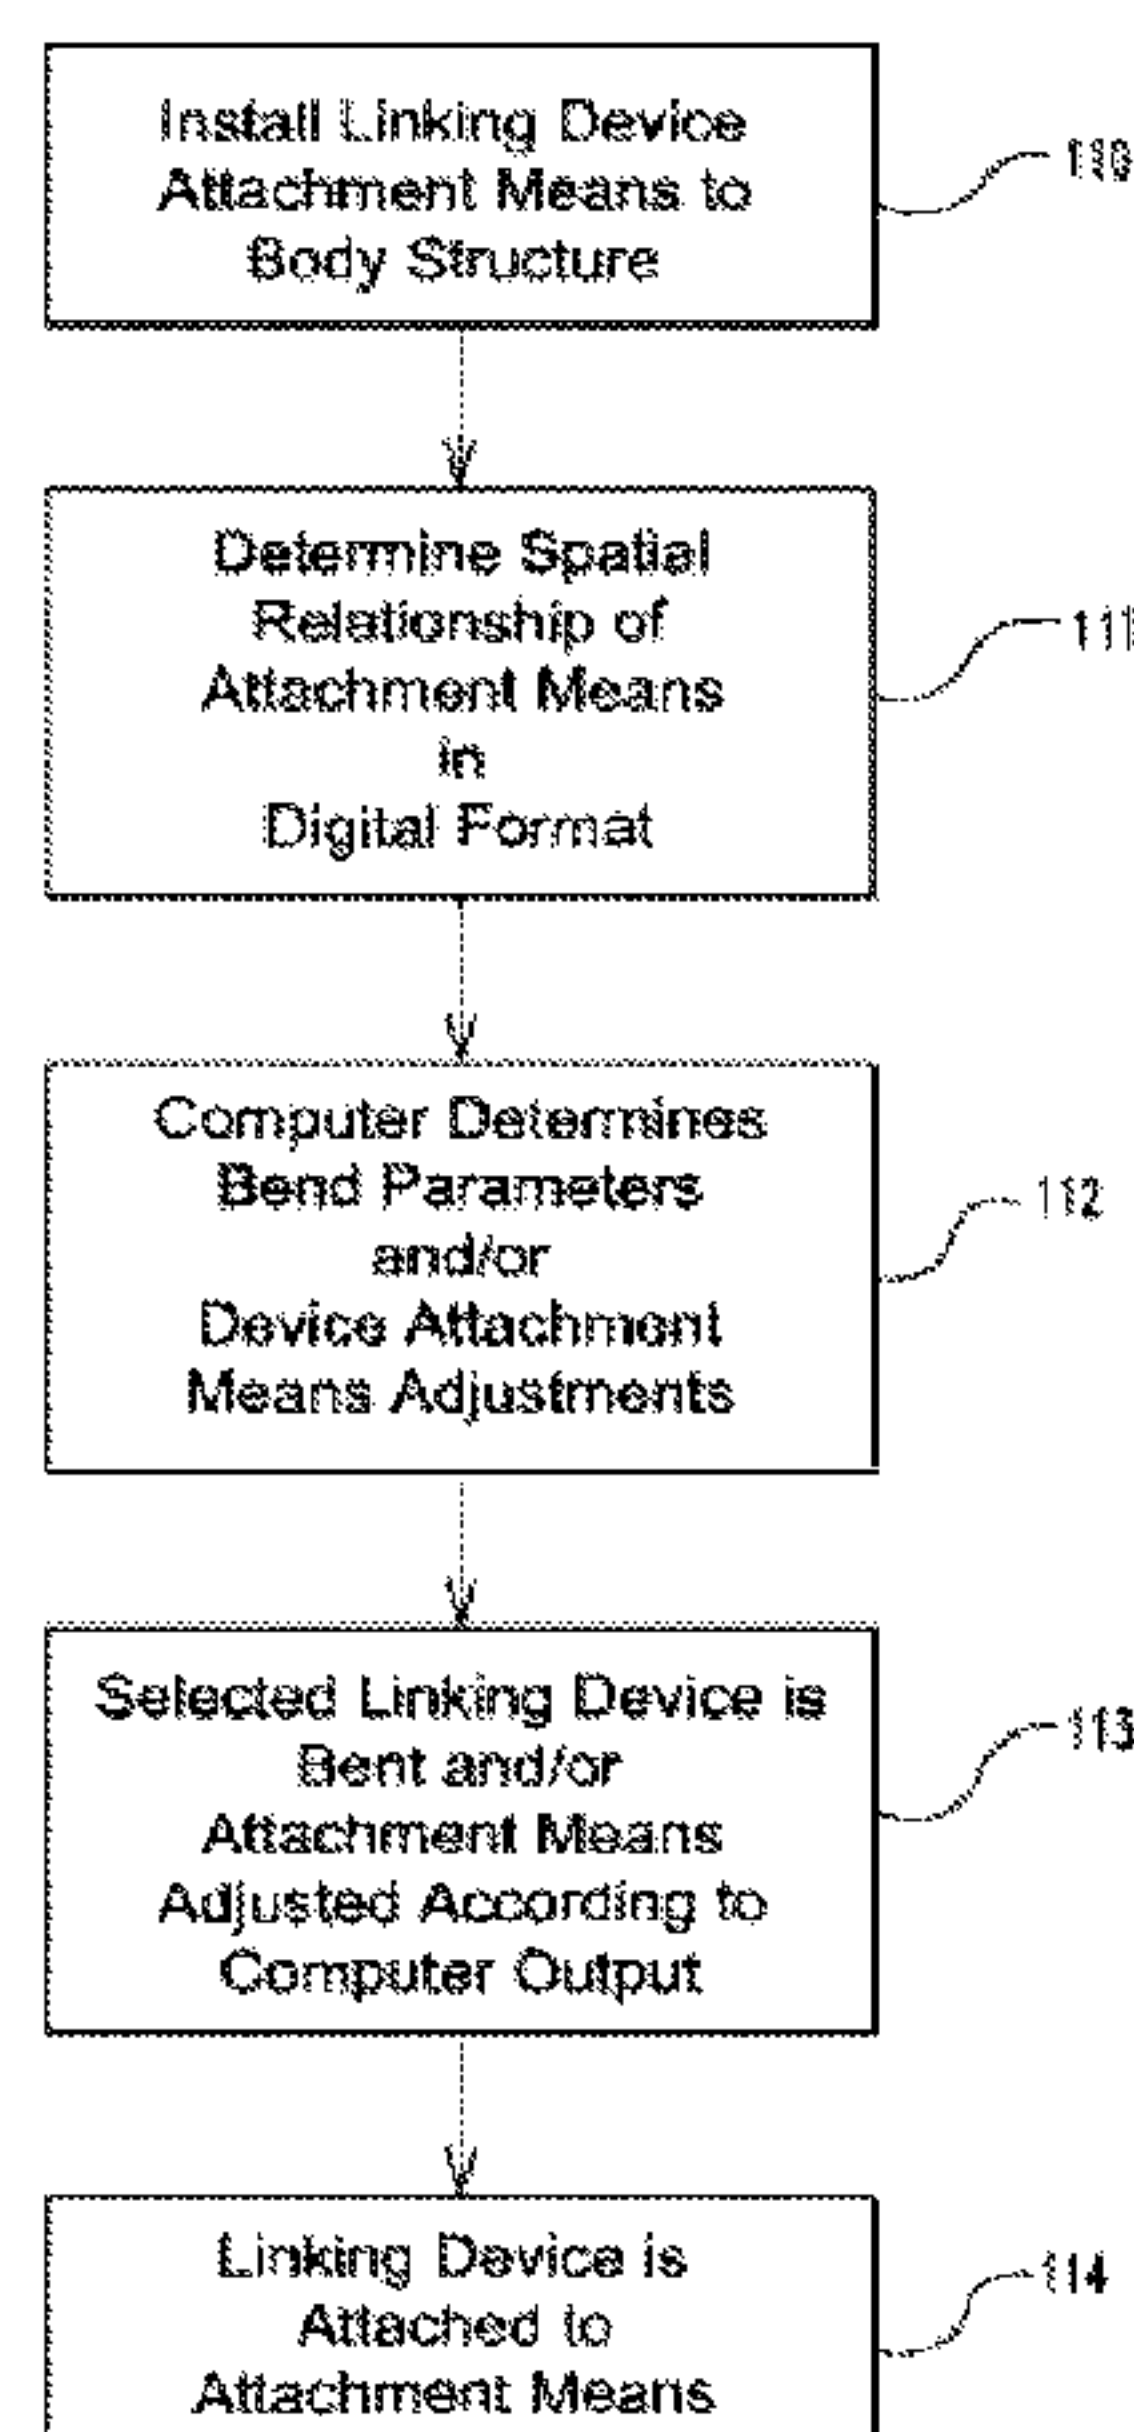 Install Linking Device
Attachment Means to
Body Structure
110
Determine Spatial
Relationship of
Attachment Means
in
Digital Format
111
Computer Determines
Bend Parameters
and/or
Device Attachment
Means Adjustments
112
Selected Linking Device is
Bent and/or
Attachment Means
Adjusted According to
Computer Output
113
Linking Device is
Attached to
Attachment Means
114